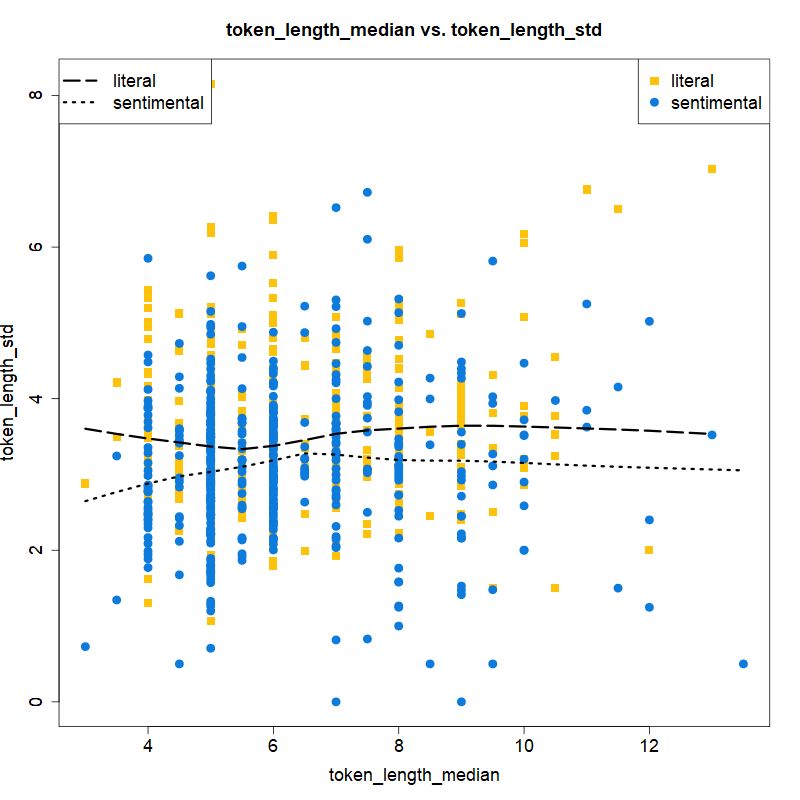 token_length_median vs. token_length_std
literal
sentimental
literal
sentimental
8
6
4
2
0
token_length_std
4
6
8
10
12
token_length_median